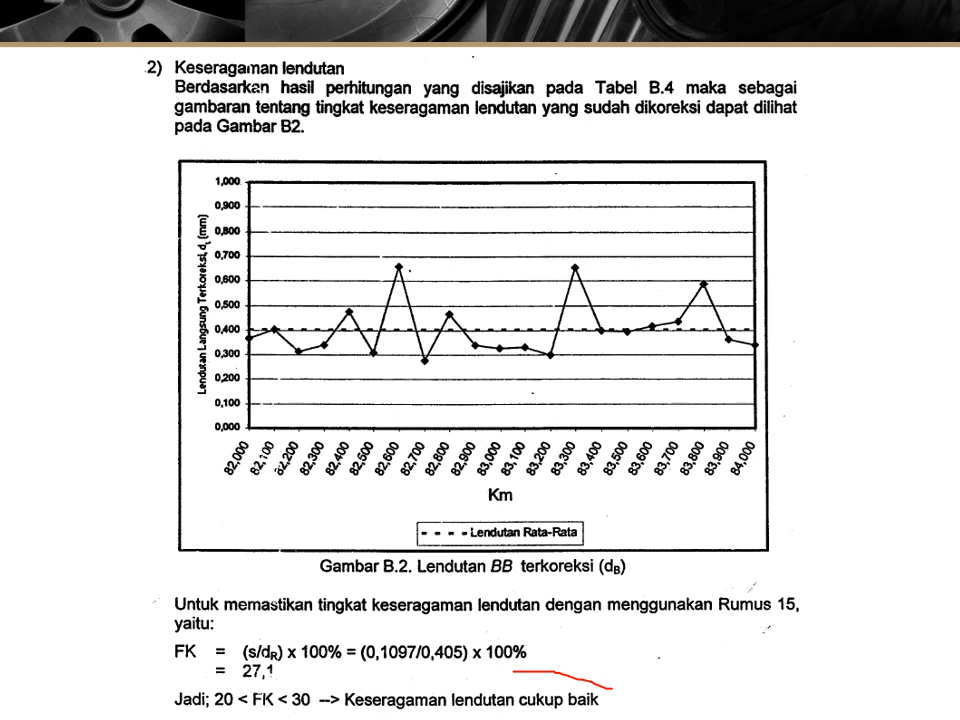 2) Keseragaman lendutan
Berdasarkan hasil perhitungan yang disajikan pada Tabel B.4 maka sebagai
gambaran tentang tingkat keseragaman lendutan yang sudah dikoreksi dapat dilihat
pada Gambar B2.
Lendutan Langsung Terkoreksi, dL (mm)
1,000
0,900
0,800
0,700
0,600
0,500
0,400
0,300
0,200
0,100
0,000
82,000 82,100 82,200 82,300 82,400 82,500 82,600 82,700 82,800 82,900 83,000 83,100 83,200 83,300 83,400 83,500 83,600 83,700 83,800 83,900 84,000
Km
Lendutan Rata-Rata
Gambar B.2. Lendutan BB terkoreksi (dB)
Untuk memastikan tingkat keseragaman lendutan dengan menggunakan Rumus 15,
yaitu:
FK = (s/dR) x 100% = (0,1097/0,405) x 100%
= 27,1
Jadi; 20 < FK < 30 --> Keseragaman lendutan cukup baik